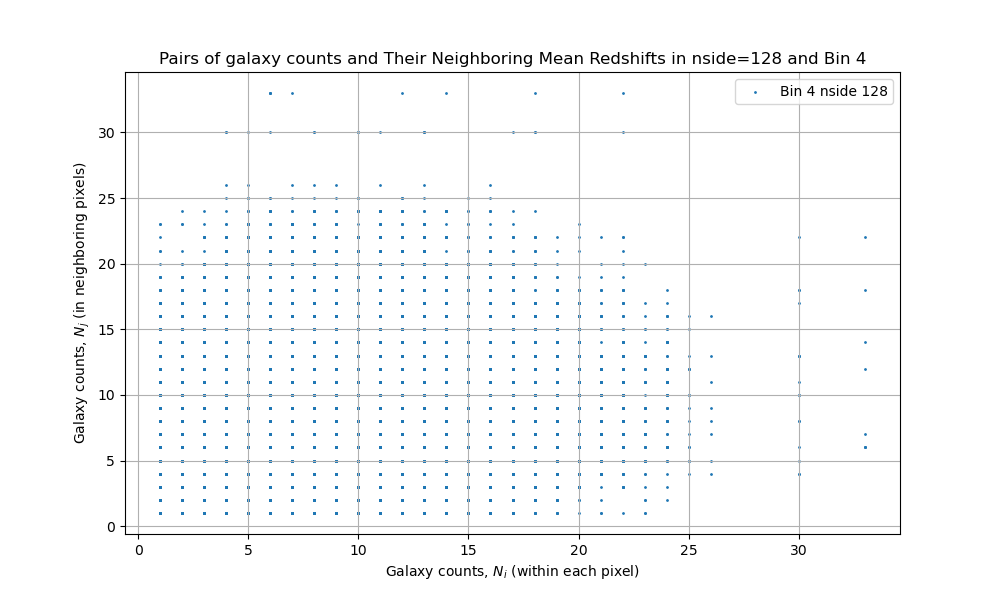 Pairs of galaxy counts and Their Neighboring Mean Redshifts in nside=128 and Bin 4
Bin 4 nside 128
Galaxy counts, N_j (in neighboring pixels)
30
25
20
15
10
5
0
0 5 10 15 20 25 30
Galaxy counts, N_i (within each pixel)